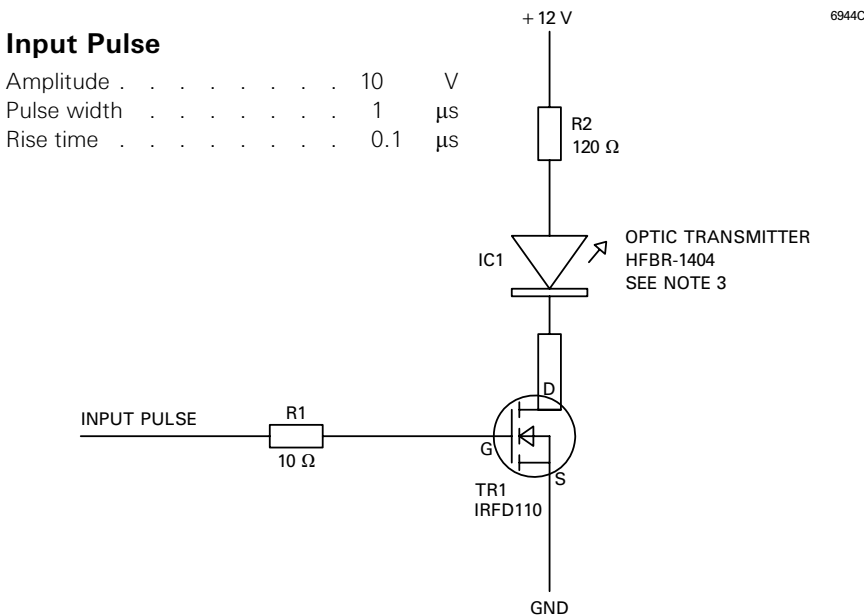 +12 V
6944C
Input Pulse
Amplitude . . . . . . . . 10 V
Pulse width . . . . . . . 1 μs
Rise time . . . . . . . . 0.1 μs
R2
120 Ω
IC1
OPTIC TRANSMITTER
HFBR-1404
SEE NOTE 3
D
INPUT PULSE
R1
10 Ω
G
S
TR1
IRFD110
GND